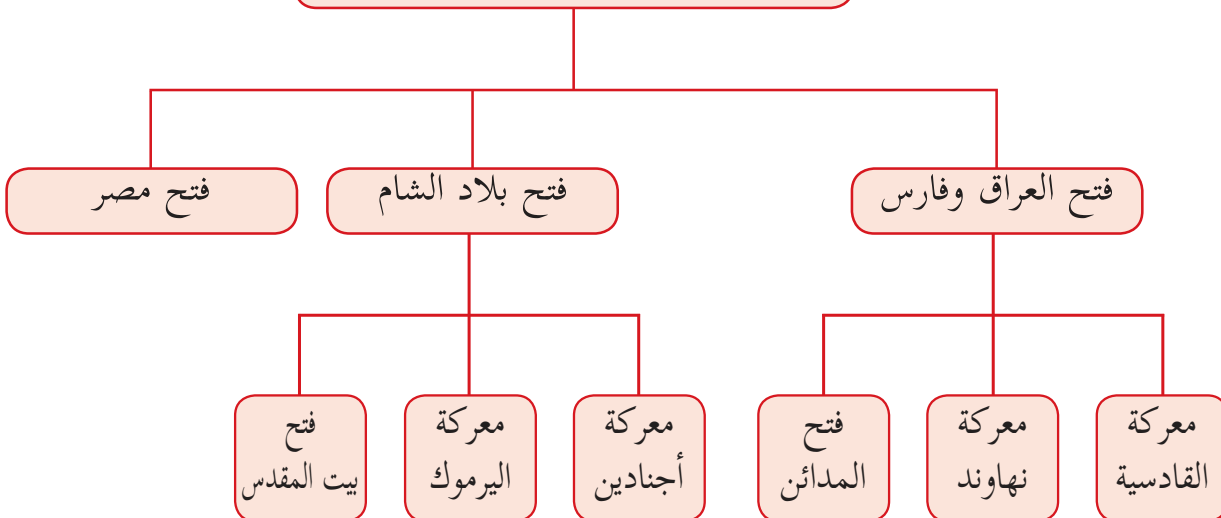 فتح العراق وفارس
فتح بلاد الشام
فتح مصر
معركة
القادسية
معركة
نهاوند
فتح
المدائن
معركة
أجنادين
معركة
اليرموك
فتح
بيت المقدس